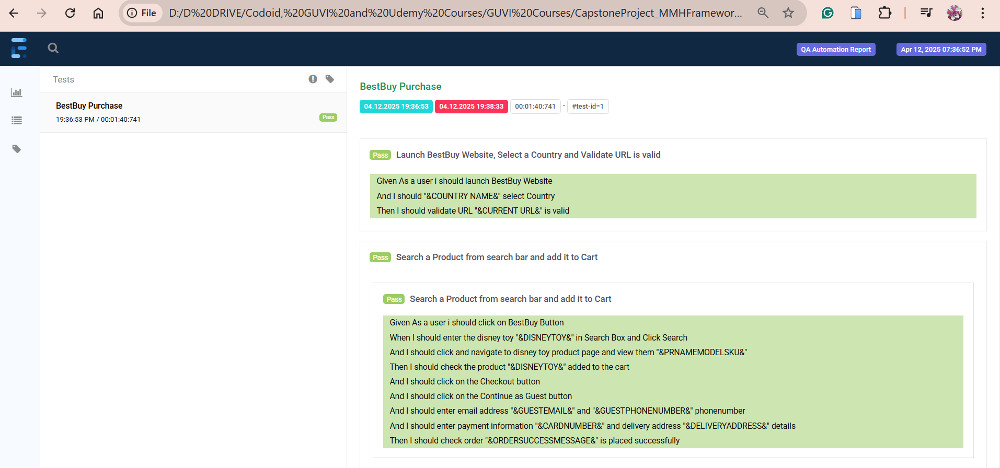 File
D:/D%20DRIVE/Codoid,%20GUVI%20and%20Udemy%20Courses/GUVI%20Courses/CapstoneProject_MMHFramewor...
QA Automation Report
Apr 12, 2025 07:36:52 PM
Tests
BestBuy Purchase
19:36:53 PM / 00:01:40:741
Pass
BestBuy Purchase
04.12.2025 19:36:53 04.12.2025 19:38:33 00:01:40:741 · #test-id=1
Pass Launch BestBuy Website, Select a Country and Validate URL is valid
Given As a user i should launch BestBuy Website
And I should "&COUNTRY NAME&" select Country
Then I should validate URL "&CURRENT URL&" is valid
Pass Search a Product from search bar and add it to Cart
Pass Search a Product from search bar and add it to Cart
Given As a user i should click on BestBuy Button
When I should enter the disney toy "&DISNEYTOY&" in Search Box and Click Search
And I should click and navigate to disney toy product page and view them "&PRNAMEMODELSKU&"
Then I should check the product "&DISNEYTOY&" added to the cart
And I should click on the Checkout button
And I should click on the Continue as Guest button
And I should enter email address "&GUESTEMAIL&" and "&GUESTPHONENUMBER&" phonenumber
And I should enter payment information "&CARDNUMBER&" and delivery address "&DELIVERYADDRESS&" details
Then I should check order "&ORDERSUCCESSMESSAGE&" is placed successfully